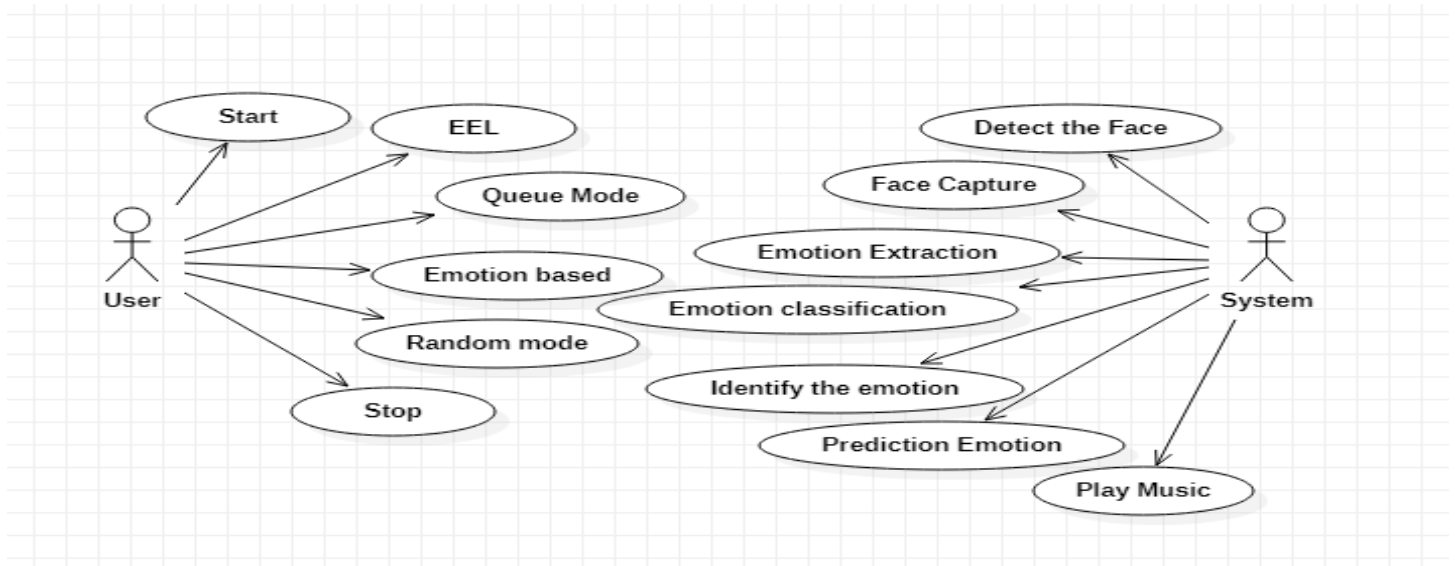 Start
EEL
Queue Mode
Emotion based
Random mode
Stop
User
Detect the Face
Face Capture
Emotion Extraction
Emotion classification
Identify the emotion
Prediction Emotion
Play Music
System